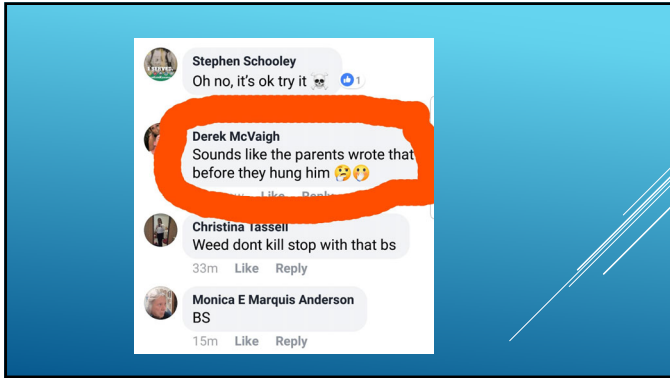 Stephen Schooley
Oh no, it's ok try it ☠️ 👍 1
Derek McVaigh
Sounds like the parents wrote that
before they hung him 🤔🤭
Like Reply
Christina Tassell
Weed dont kill stop with that bs
33m Like Reply
Monica E Marquis Anderson
BS
15m Like Reply